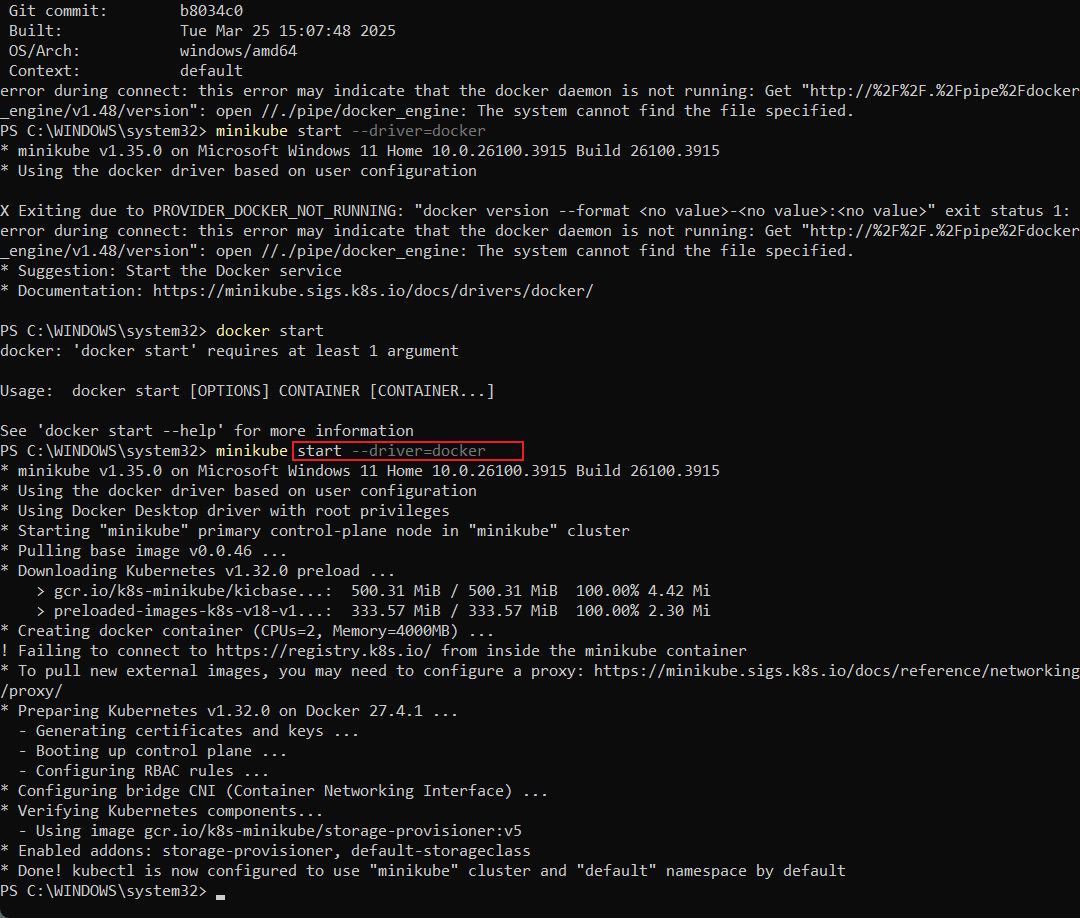 Git commit: b8034c0
Built: Tue Mar 25 15:07:48 2025
OS/Arch: windows/amd64
Context: default
error during connect: this error may indicate that the docker daemon is not running: Get "http://%2F%2F.%2Fpipe%2Fdocker
_engine/v1.48/version": open //./pipe/docker_engine: The system cannot find the file specified.
PS C:\WINDOWS\system32> minikube start --driver=docker
* minikube v1.35.0 on Microsoft Windows 11 Home 10.0.26100.3915 Build 26100.3915
* Using the docker driver based on user configuration

X Exiting due to PROVIDER_DOCKER_NOT_RUNNING: "docker version --format <no value>-<no value>:<no value>" exit status 1:
error during connect: this error may indicate that the docker daemon is not running: Get "http://%2F%2F.%2Fpipe%2Fdocker
_engine/v1.48/version": open //./pipe/docker_engine: The system cannot find the file specified.
* Suggestion: Start the Docker service
* Documentation: https://minikube.sigs.k8s.io/docs/drivers/docker/

PS C:\WINDOWS\system32> docker start
docker: 'docker start' requires at least 1 argument

Usage:  docker start [OPTIONS] CONTAINER [CONTAINER...]

See 'docker start --help' for more information
PS C:\WINDOWS\system32> minikube start --driver=docker
* minikube v1.35.0 on Microsoft Windows 11 Home 10.0.26100.3915 Build 26100.3915
* Using the docker driver based on user configuration
* Using Docker Desktop driver with root privileges
* Starting "minikube" primary control-plane node in "minikube" cluster
* Pulling base image v0.0.46 ...
* Downloading Kubernetes v1.32.0 preload ...
    > gcr.io/k8s-minikube/kicbase...:  500.31 MiB / 500.31 MiB  100.00% 4.42 Mi
    > preloaded-images-k8s-v18-v1...:  333.57 MiB / 333.57 MiB  100.00% 2.30 Mi
* Creating docker container (CPUs=2, Memory=4000MB) ...
! Failing to connect to https://registry.k8s.io/ from inside the minikube container
* To pull new external images, you may need to configure a proxy: https://minikube.sigs.k8s.io/docs/reference/networking
/proxy/
* Preparing Kubernetes v1.32.0 on Docker 27.4.1 ...
  - Generating certificates and keys ...
  - Booting up control plane ...
  - Configuring RBAC rules ...
* Configuring bridge CNI (Container Networking Interface) ...
* Verifying Kubernetes components...
  - Using image gcr.io/k8s-minikube/storage-provisioner:v5
* Enabled addons: storage-provisioner, default-storageclass
* Done! kubectl is now configured to use "minikube" cluster and "default" namespace by default
PS C:\WINDOWS\system32>